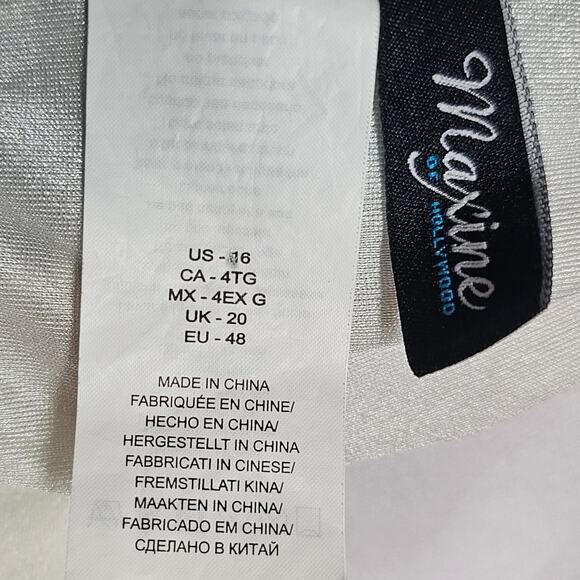 US - 16
CA - 4TG
MX - 4EX G
UK - 20
EU - 48
MADE IN CHINA
FABRIQUÉE EN CHINE/
HECHO EN CHINA/
HERGESTELLT IN CHINA
FABBRICATI IN CINESE/
FREMSTILLATI KINA/
MAAKTEN IN CHINA/
FABRICADO EM CHINA/
СДЕЛАНО В КИТАЙ
Maxine
OF HOLLYWOOD